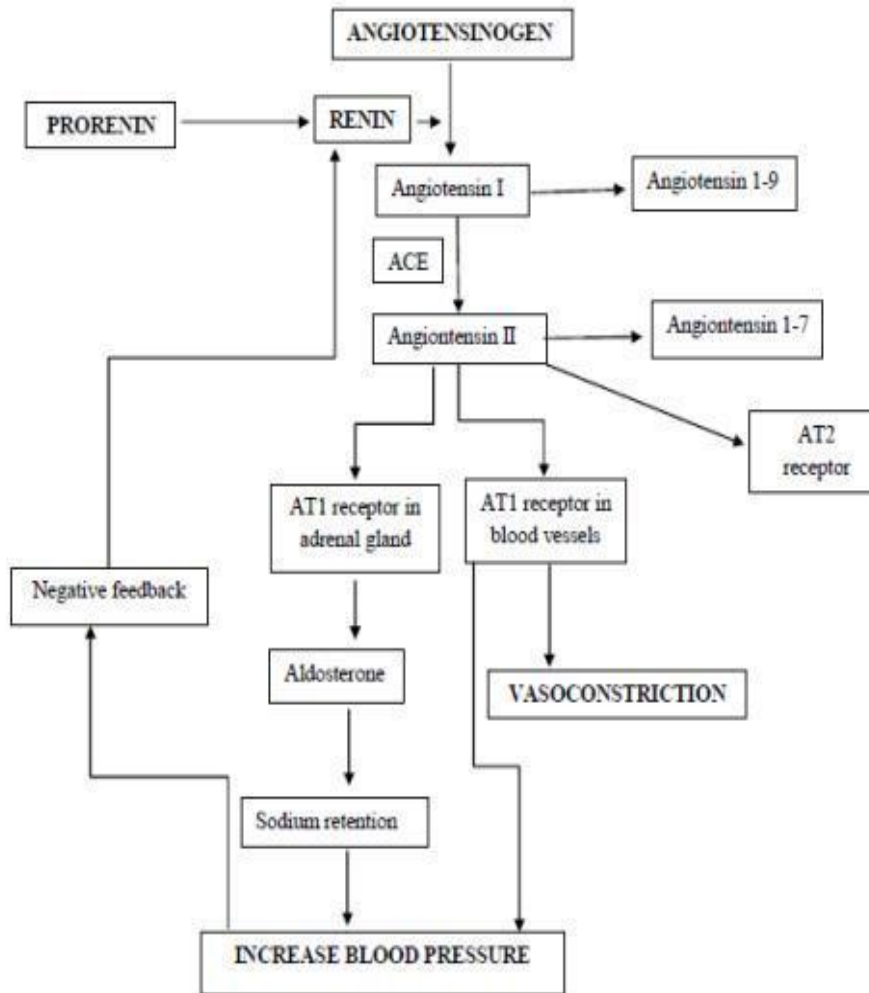 ANGIOTENSINOGEN
PRORENIN
RENIN
Angiotensin I
Angiotensin 1-9
ACE
Angiontensin II
Angiontensin 1-7
AT2
receptor
AT1 receptor in
adrenal gland
AT1 receptor in
blood vessels
Negative feedback
Aldosterone
VASOCONSTRICTION
Sodium retention
INCREASE BLOOD PRESSURE